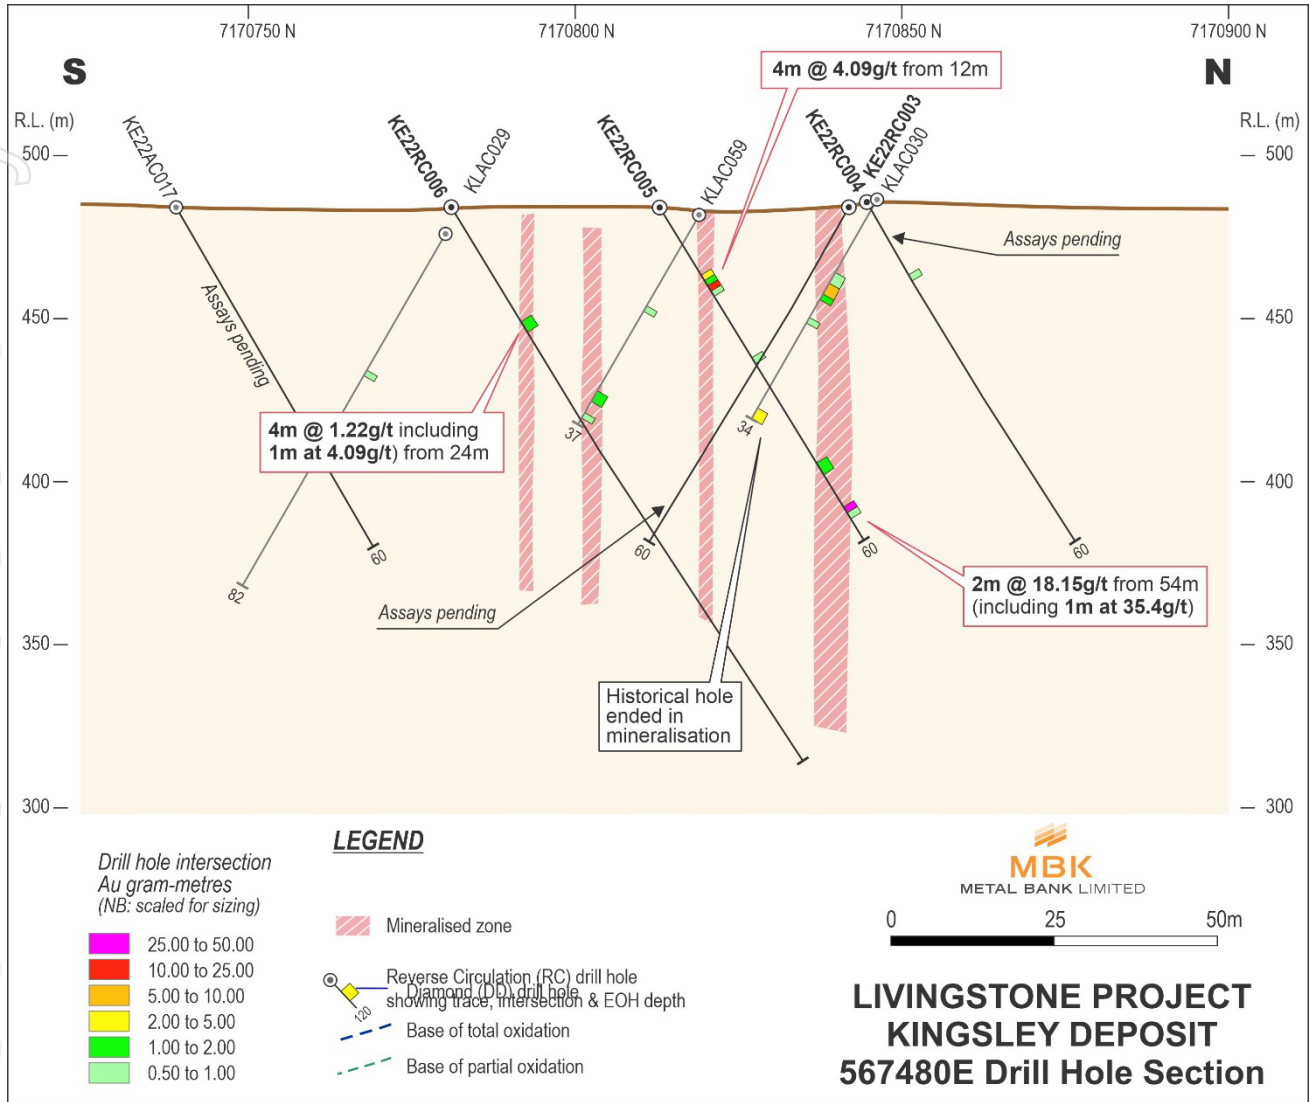 7170750 N
7170800 N
7170850 N
7170900 N
S
N
4m @ 4.09g/t from 12m
R.L. (m)
R.L. (m)
KE22AC017
KE22RC006
KLAC029
KE22RC005
KLAC059
KE22RC004
KE22RC003
KLAC030
500
500
Assays pending
Assays pending
450
450
4m @ 1.22g/t including
1m at 4.09g/t) from 24m
37
34
400
400
60
82
60
60
60
Assays pending
2m @ 18.15g/t from 54m
(including 1m at 35.4g/t)
350
350
Historical hole
ended in
mineralisation
300
300
LEGEND
Drill hole intersection
Au gram-metres
(NB: scaled for sizing)
25.00 to 50.00
10.00 to 25.00
5.00 to 10.00
2.00 to 5.00
1.00 to 2.00
0.50 to 1.00
Mineralised zone
Reverse Circulation (RC) drill hole
Diamond (DD) drill hole
showing trace, intersection & EOH depth
120
Base of total oxidation
Base of partial oxidation
MBK
METAL BANK LIMITED
0
25
50m
LIVINGSTONE PROJECT
KINGSLEY DEPOSIT
567480E Drill Hole Section